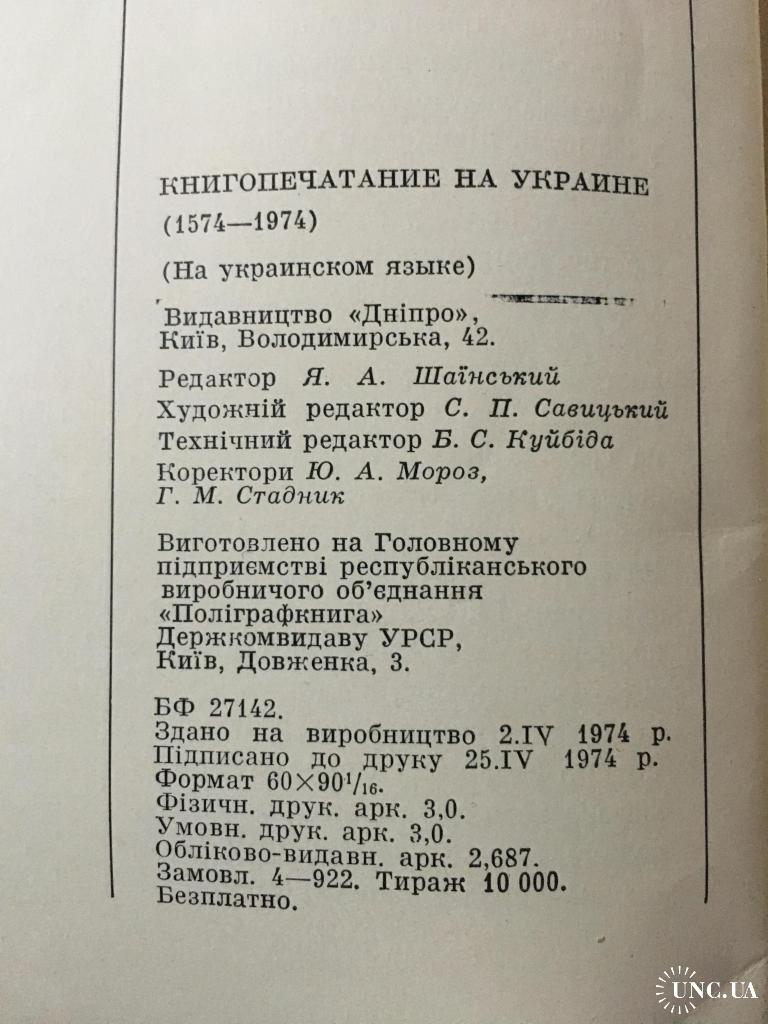 КНИГОПЕЧАТАНИЕ НА УКРАИНЕ
(1574—1974)
(На украинском языке)
Видавництво «Дніпро»,
Київ, Володимирська, 42.
Редактор Я. А. Шаїнський
Художній редактор С. П. Савицький
Технічний редактор Б. С. Куйбіда
Коректори Ю. А. Мороз,
Г. М. Стадник
Виготовлено на Головному
підприємстві республіканського
виробничого об’єднання
«Поліграфкнига»
Держкомвидаву УРСР,
Київ, Довженка, 3.
БФ 27142.
Здано на виробництво 2.IV 1974 р.
Підписано до друку 25.IV 1974 р.
Формат 60×90¹/₁₆.
Фізичн. друк. арк. 3,0.
Умовн. друк. арк. 3,0.
Обліково-видавн. арк. 2,687.
Замовл. 4—922. Тираж 10 000.
Безплатно.
UNC.UA